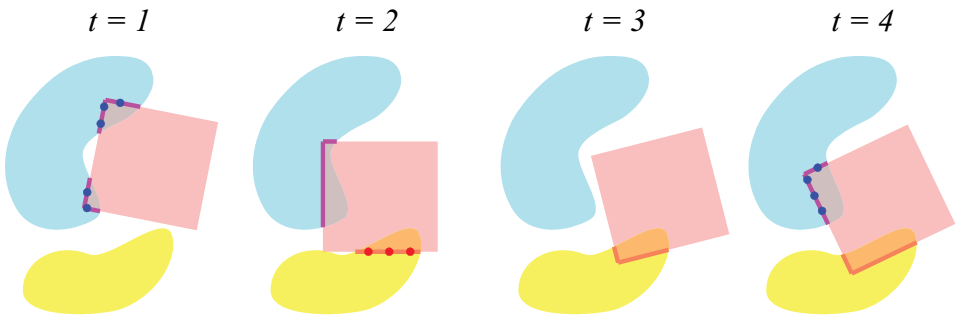 t = 1 t = 2 t = 3 t = 4